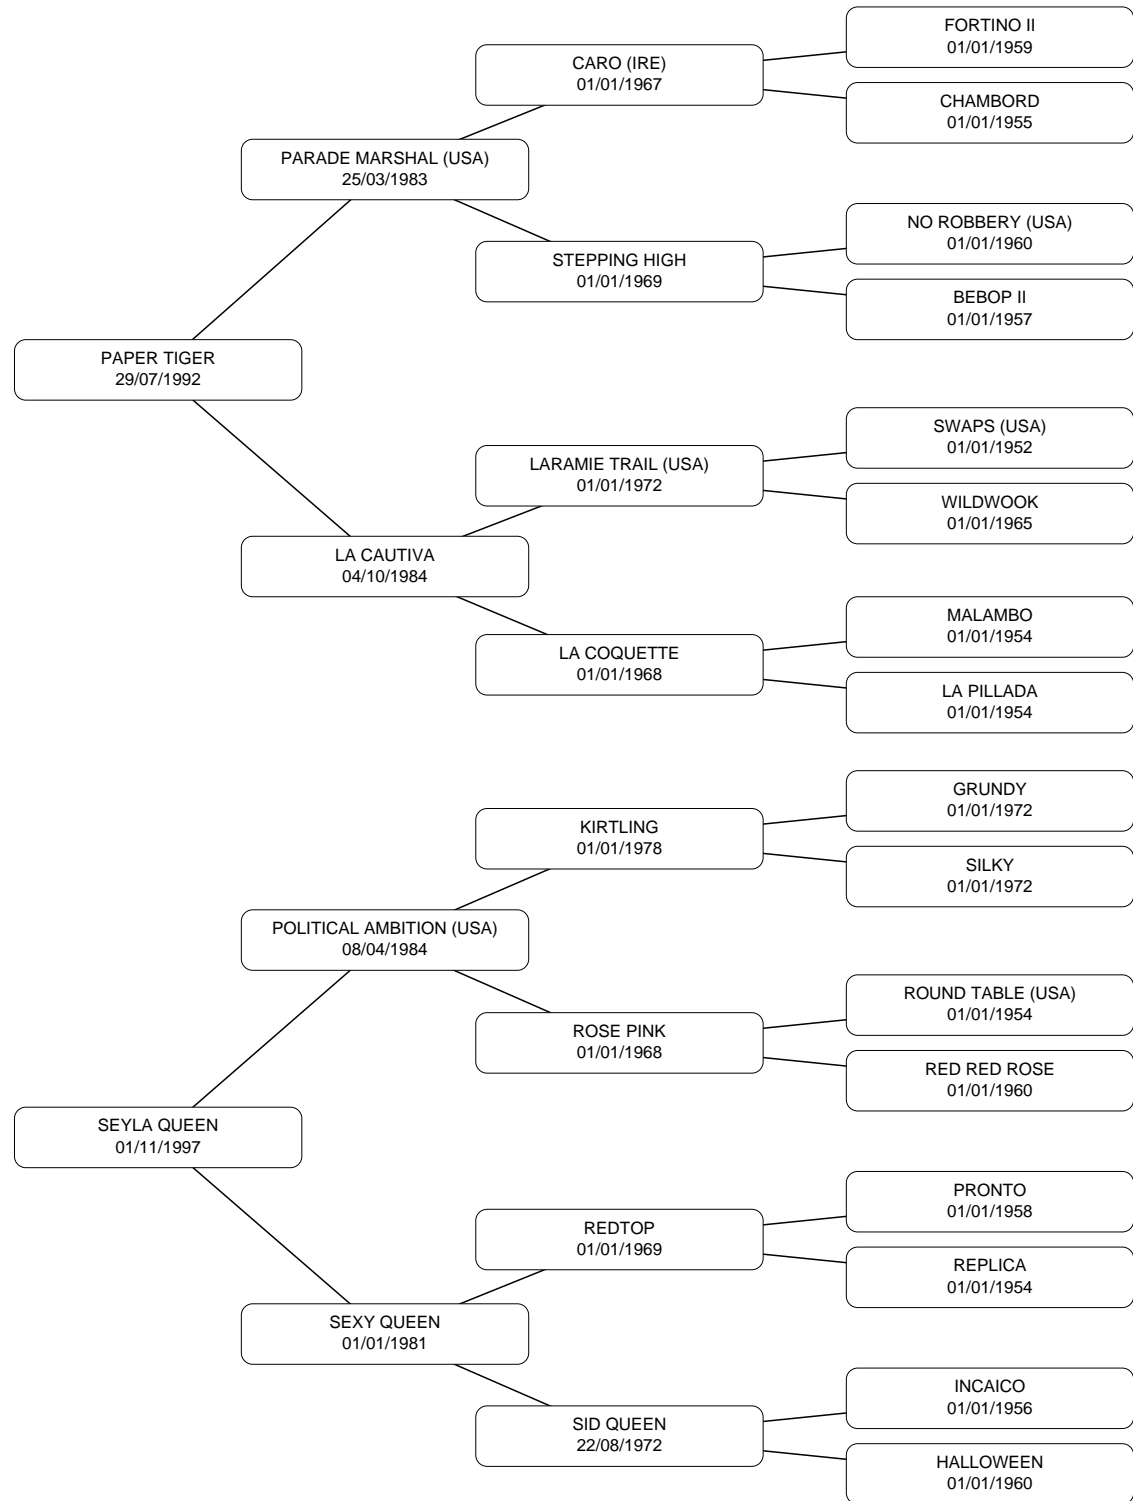 FORTINO II
01/01/1959
CARO (IRE)
01/01/1967
CHAMBORD
01/01/1955
PARADE MARSHAL (USA)
25/03/1983
NO ROBBERY (USA)
01/01/1960
STEPPING HIGH
01/01/1969
BEBOP II
01/01/1957
PAPER TIGER
29/07/1992
SWAPS (USA)
01/01/1952
LARAMIE TRAIL (USA)
01/01/1972
WILDWOOK
01/01/1965
LA CAUTIVA
04/10/1984
MALAMBO
01/01/1954
LA COQUETTE
01/01/1968
LA PILLADA
01/01/1954
GRUNDY
01/01/1972
KIRTLING
01/01/1978
SILKY
01/01/1972
POLITICAL AMBITION (USA)
08/04/1984
ROUND TABLE (USA)
01/01/1954
ROSE PINK
01/01/1968
RED RED ROSE
01/01/1960
SEYLA QUEEN
01/11/1997
PRONTO
01/01/1958
REDTOP
01/01/1969
REPLICA
01/01/1954
SEXY QUEEN
01/01/1981
INCAICO
01/01/1956
SID QUEEN
22/08/1972
HALLOWEEN
01/01/1960